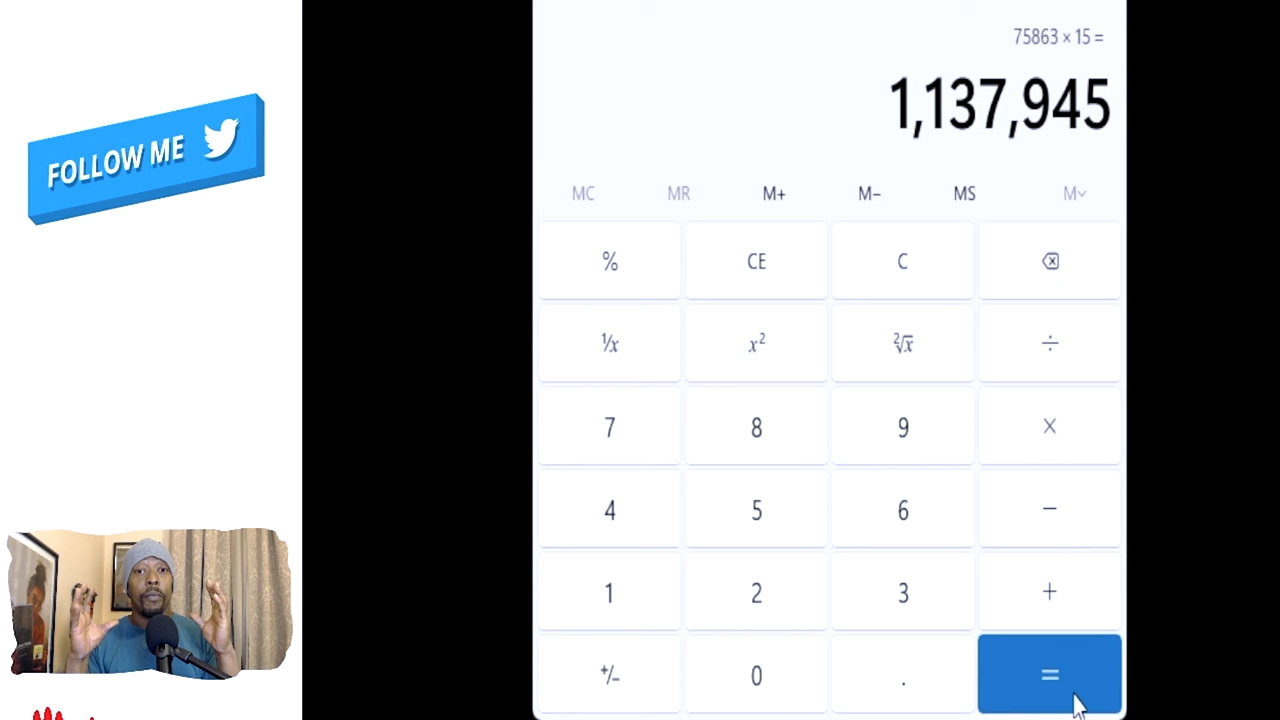 FOLLOW ME
75863 × 15 =
1,137,945
MC MR M+ M− MS M˅
% CE C
¹/x x² ²√x ÷
7 8 9 ×
4 5 6 −
1 2 3 +
+/− 0 . =